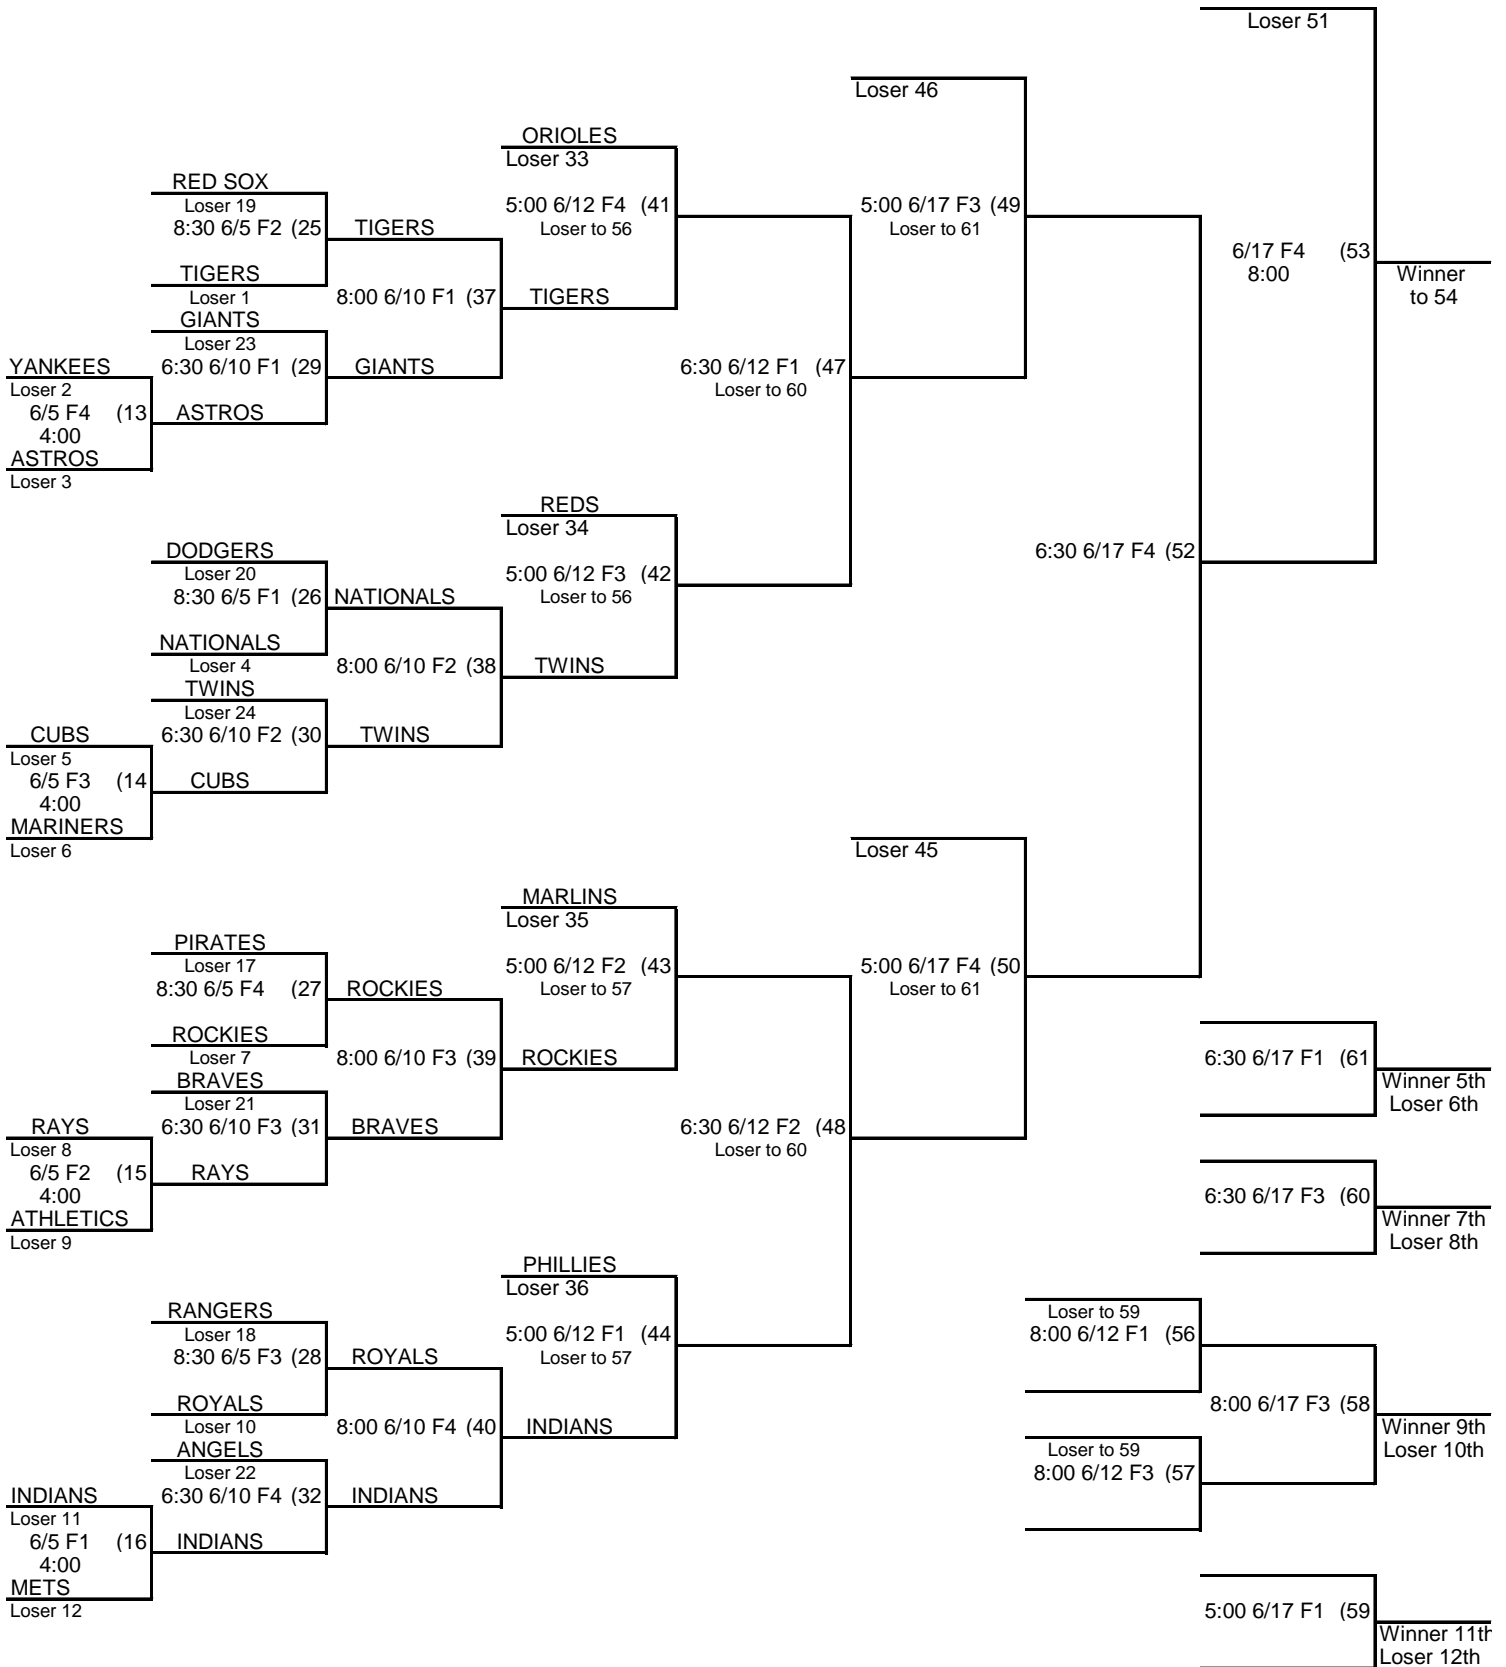 Loser 51
Loser 46
ORIOLES
Loser 33
RED SOX
Loser 19
8:30 6/5 F2 (25
TIGERS
5:00 6/12 F4 (41
Loser to 56
5:00 6/17 F3 (49
Loser to 61
6/17 F4 (53
8:00
Winner
to 54
TIGERS
Loser 1
8:00 6/10 F1 (37
TIGERS
GIANTS
Loser 23
6:30 6/10 F1 (29
GIANTS
6:30 6/12 F1 (47
Loser to 60
YANKEES
Loser 2
6/5 F4 (13
4:00
ASTROS
ASTROS
Loser 3
REDS
Loser 34
DODGERS
Loser 20
8:30 6/5 F1 (26
NATIONALS
5:00 6/12 F3 (42
Loser to 56
6:30 6/17 F4 (52
NATIONALS
Loser 4
8:00 6/10 F2 (38
TWINS
TWINS
Loser 24
6:30 6/10 F2 (30
TWINS
CUBS
Loser 5
6/5 F3 (14
4:00
CUBS
MARINERS
Loser 6
Loser 45
MARLINS
Loser 35
PIRATES
Loser 17
8:30 6/5 F4 (27
ROCKIES
5:00 6/12 F2 (43
Loser to 57
5:00 6/17 F4 (50
Loser to 61
ROCKIES
Loser 7
8:00 6/10 F3 (39
ROCKIES
6:30 6/17 F1 (61
Winner 5th
Loser 6th
BRAVES
Loser 21
6:30 6/10 F3 (31
BRAVES
6:30 6/12 F2 (48
Loser to 60
RAYS
Loser 8
6/5 F2 (15
4:00
RAYS
ATHLETICS
Loser 9
6:30 6/17 F3 (60
Winner 7th
Loser 8th
PHILLIES
Loser 36
RANGERS
Loser 18
8:30 6/5 F3 (28
ROYALS
5:00 6/12 F1 (44
Loser to 57
Loser to 59
8:00 6/12 F1 (56
ROYALS
Loser 10
8:00 6/10 F4 (40
INDIANS
8:00 6/17 F3 (58
Winner 9th
Loser 10th
ANGELS
Loser 22
6:30 6/10 F4 (32
INDIANS
Loser to 59
8:00 6/12 F3 (57
INDIANS
Loser 11
6/5 F1 (16
4:00
INDIANS
METS
Loser 12
5:00 6/17 F1 (59
Winner 11th
Loser 12th